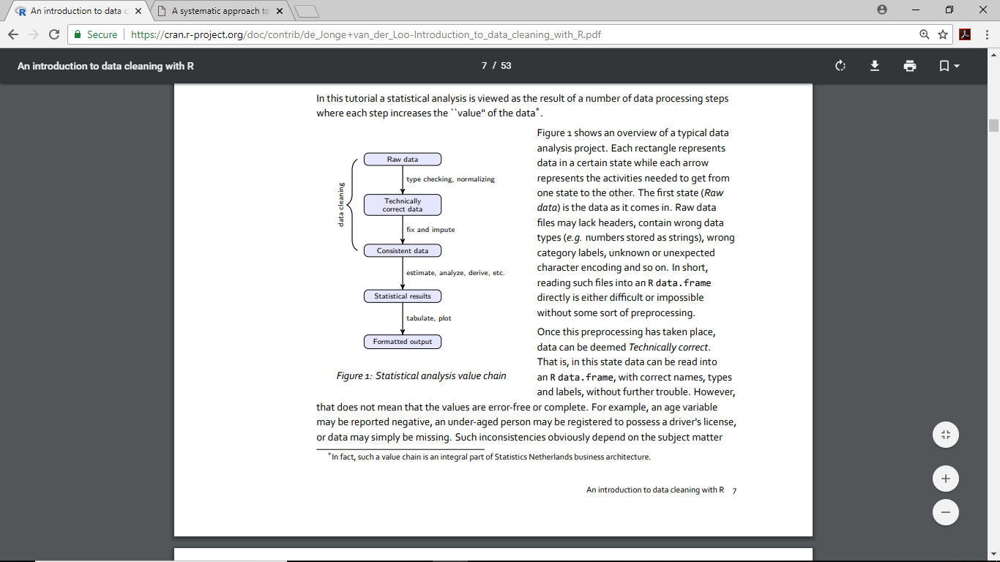 An introduction to data c
A systematic approach to
Secure
https://cran.r-project.org/doc/contrib/de_Jonge+van_der_Loo-Introduction_to_data_cleaning_with_R.pdf
An introduction to data cleaning with R
7 / 53
In this tutorial a statistical analysis is viewed as the result of a number of data processing steps
where each step increases the ``value" of the data*.
Raw data
type checking, normalizing
Technically
correct data
fix and impute
Consistent data
data cleaning
estimate, analyze, derive, etc.
Statistical results
tabulate, plot
Formatted output
Figure 1: Statistical analysis value chain
Figure 1 shows an overview of a typical data
analysis project. Each rectangle represents
data in a certain state while each arrow
represents the activities needed to get from
one state to the other. The first state (Raw
data) is the data as it comes in. Raw data
files may lack headers, contain wrong data
types (e.g. numbers stored as strings), wrong
category labels, unknown or unexpected
character encoding and so on. In short,
reading such files into an R data.frame
directly is either difficult or impossible
without some sort of preprocessing.
Once this preprocessing has taken place,
data can be deemed Technically correct.
That is, in this state data can be read into
an R data.frame, with correct names, types
and labels, without further trouble. However,
that does not mean that the values are error-free or complete. For example, an age variable
may be reported negative, an under-aged person may be registered to possess a driver's license,
or data may simply be missing. Such inconsistencies obviously depend on the subject matter
*In fact, such a value chain is an integral part of Statistics Netherlands business architecture.
An introduction to data cleaning with R 7